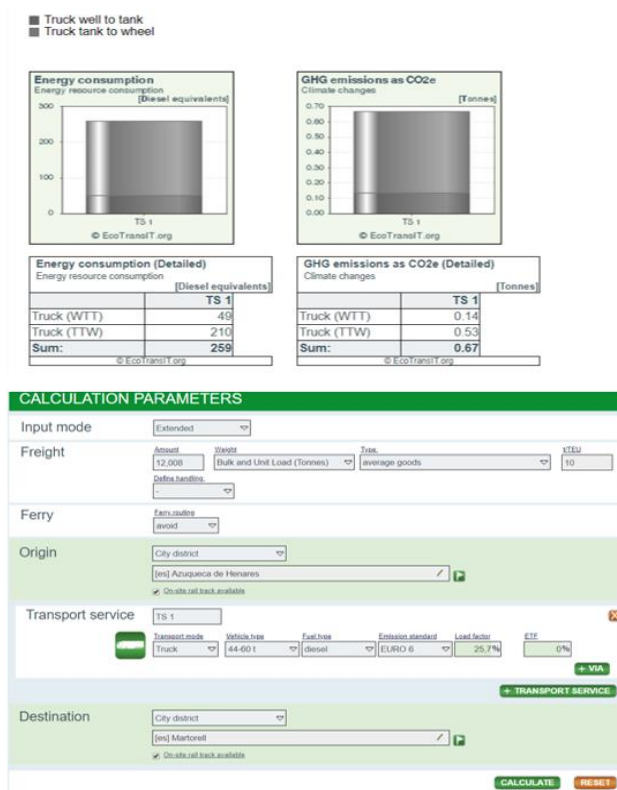 Truck well to tank
Truck tank to wheel
Energy consumption
Energy resource consumption
[Diesel equivalents]
300
200
100
0
TS 1
© EcoTransIT.org
GHG emissions as CO2e
Climate changes
[Tonnes]
0.70
0.60
0.50
0.40
0.30
0.20
0.10
0.00
TS 1
© EcoTransIT.org
Energy consumption (Detailed)
Energy resource consumption
[Diesel equivalents]
TS 1
Truck (WTT) 49
Truck (TTW) 210
Sum: 259
© EcoTransIT.org
GHG emissions as CO2e (Detailed)
Climate changes
[Tonnes]
TS 1
Truck (WTT) 0.14
Truck (TTW) 0.53
Sum: 0.67
© EcoTransIT.org
CALCULATION PARAMETERS
Input mode Extended
Freight
Amount Weight Type. t/TEU
12,008 Bulk and Unit Load (Tonnes) average goods 10
Define handling.
-
Ferry
Ferry routing
avoid
Origin
City district
[es] Azuqueca de Henares
On-site rail track available
Transport service TS 1
Transport mode Vehicle type Fuel type Emission standard Load factor ETF
Truck 44-60 t diesel EURO 6 25,7% 0%
+ VIA
+ TRANSPORT SERVICE
Destination
City district
[es] Martorell
On-site rail track available
CALCULATE RESET